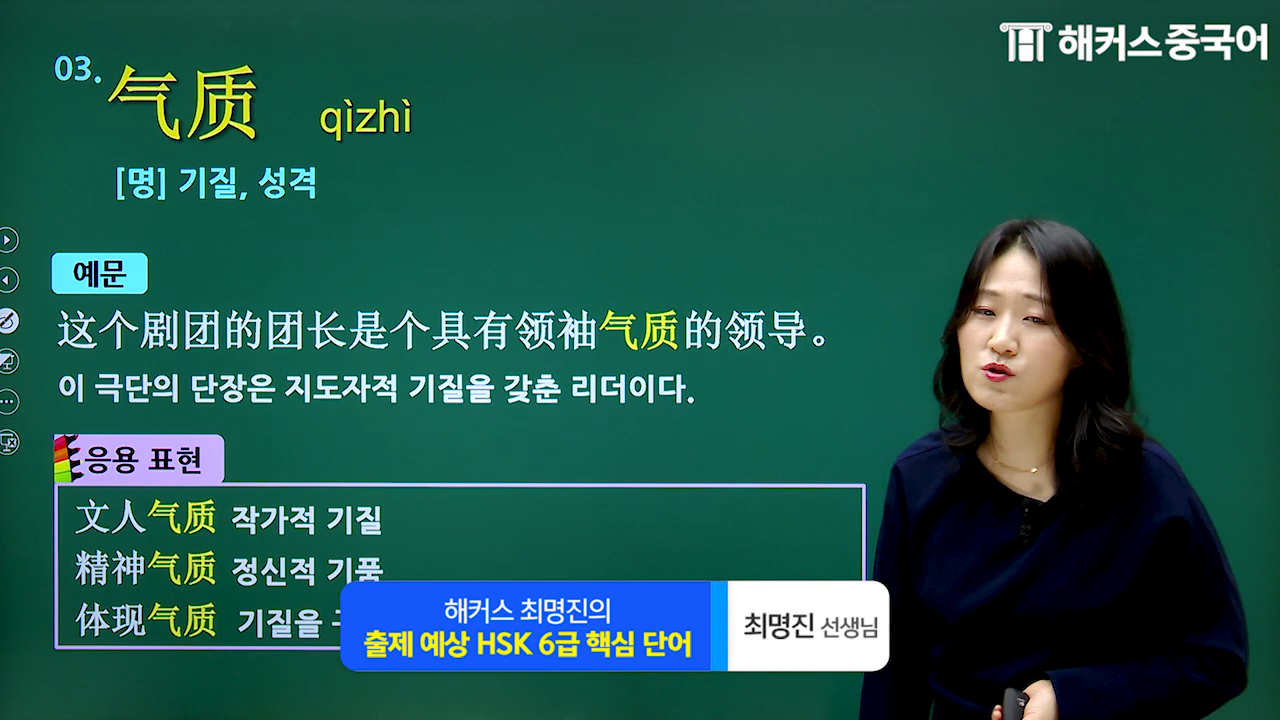 해커스 중국어
03. 气质 qìzhì
[명] 기질, 성격
예문
这个剧团的团长是个具有领袖气质的领导。
이 극단의 단장은 지도자적 기질을 갖춘 리더이다.
응용 표현
文人气质 작가적 기질
精神气质 정신적 기품
体现气质 기질을
해커스 최명진의
출제 예상 HSK 6급 핵심 단어
최명진 선생님